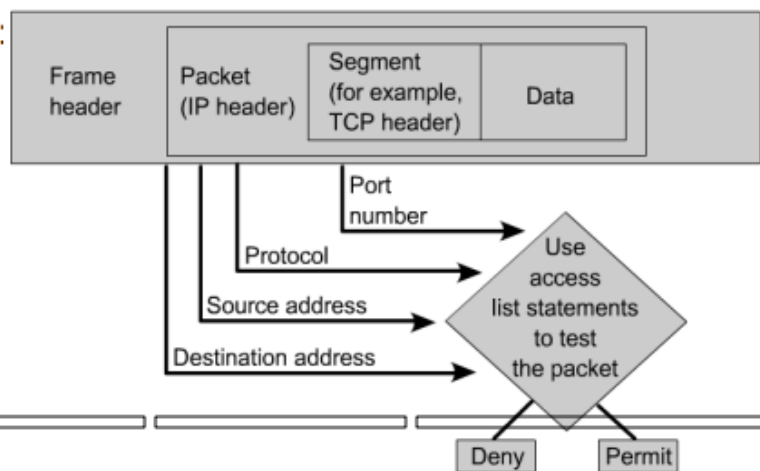 :
Frame
header
Packet
(IP header)
Segment
(for example,
TCP header)
Data
Port
number
Protocol
Source address
Destination address
Use
access
list statements
to test
the packet
Deny
Permit